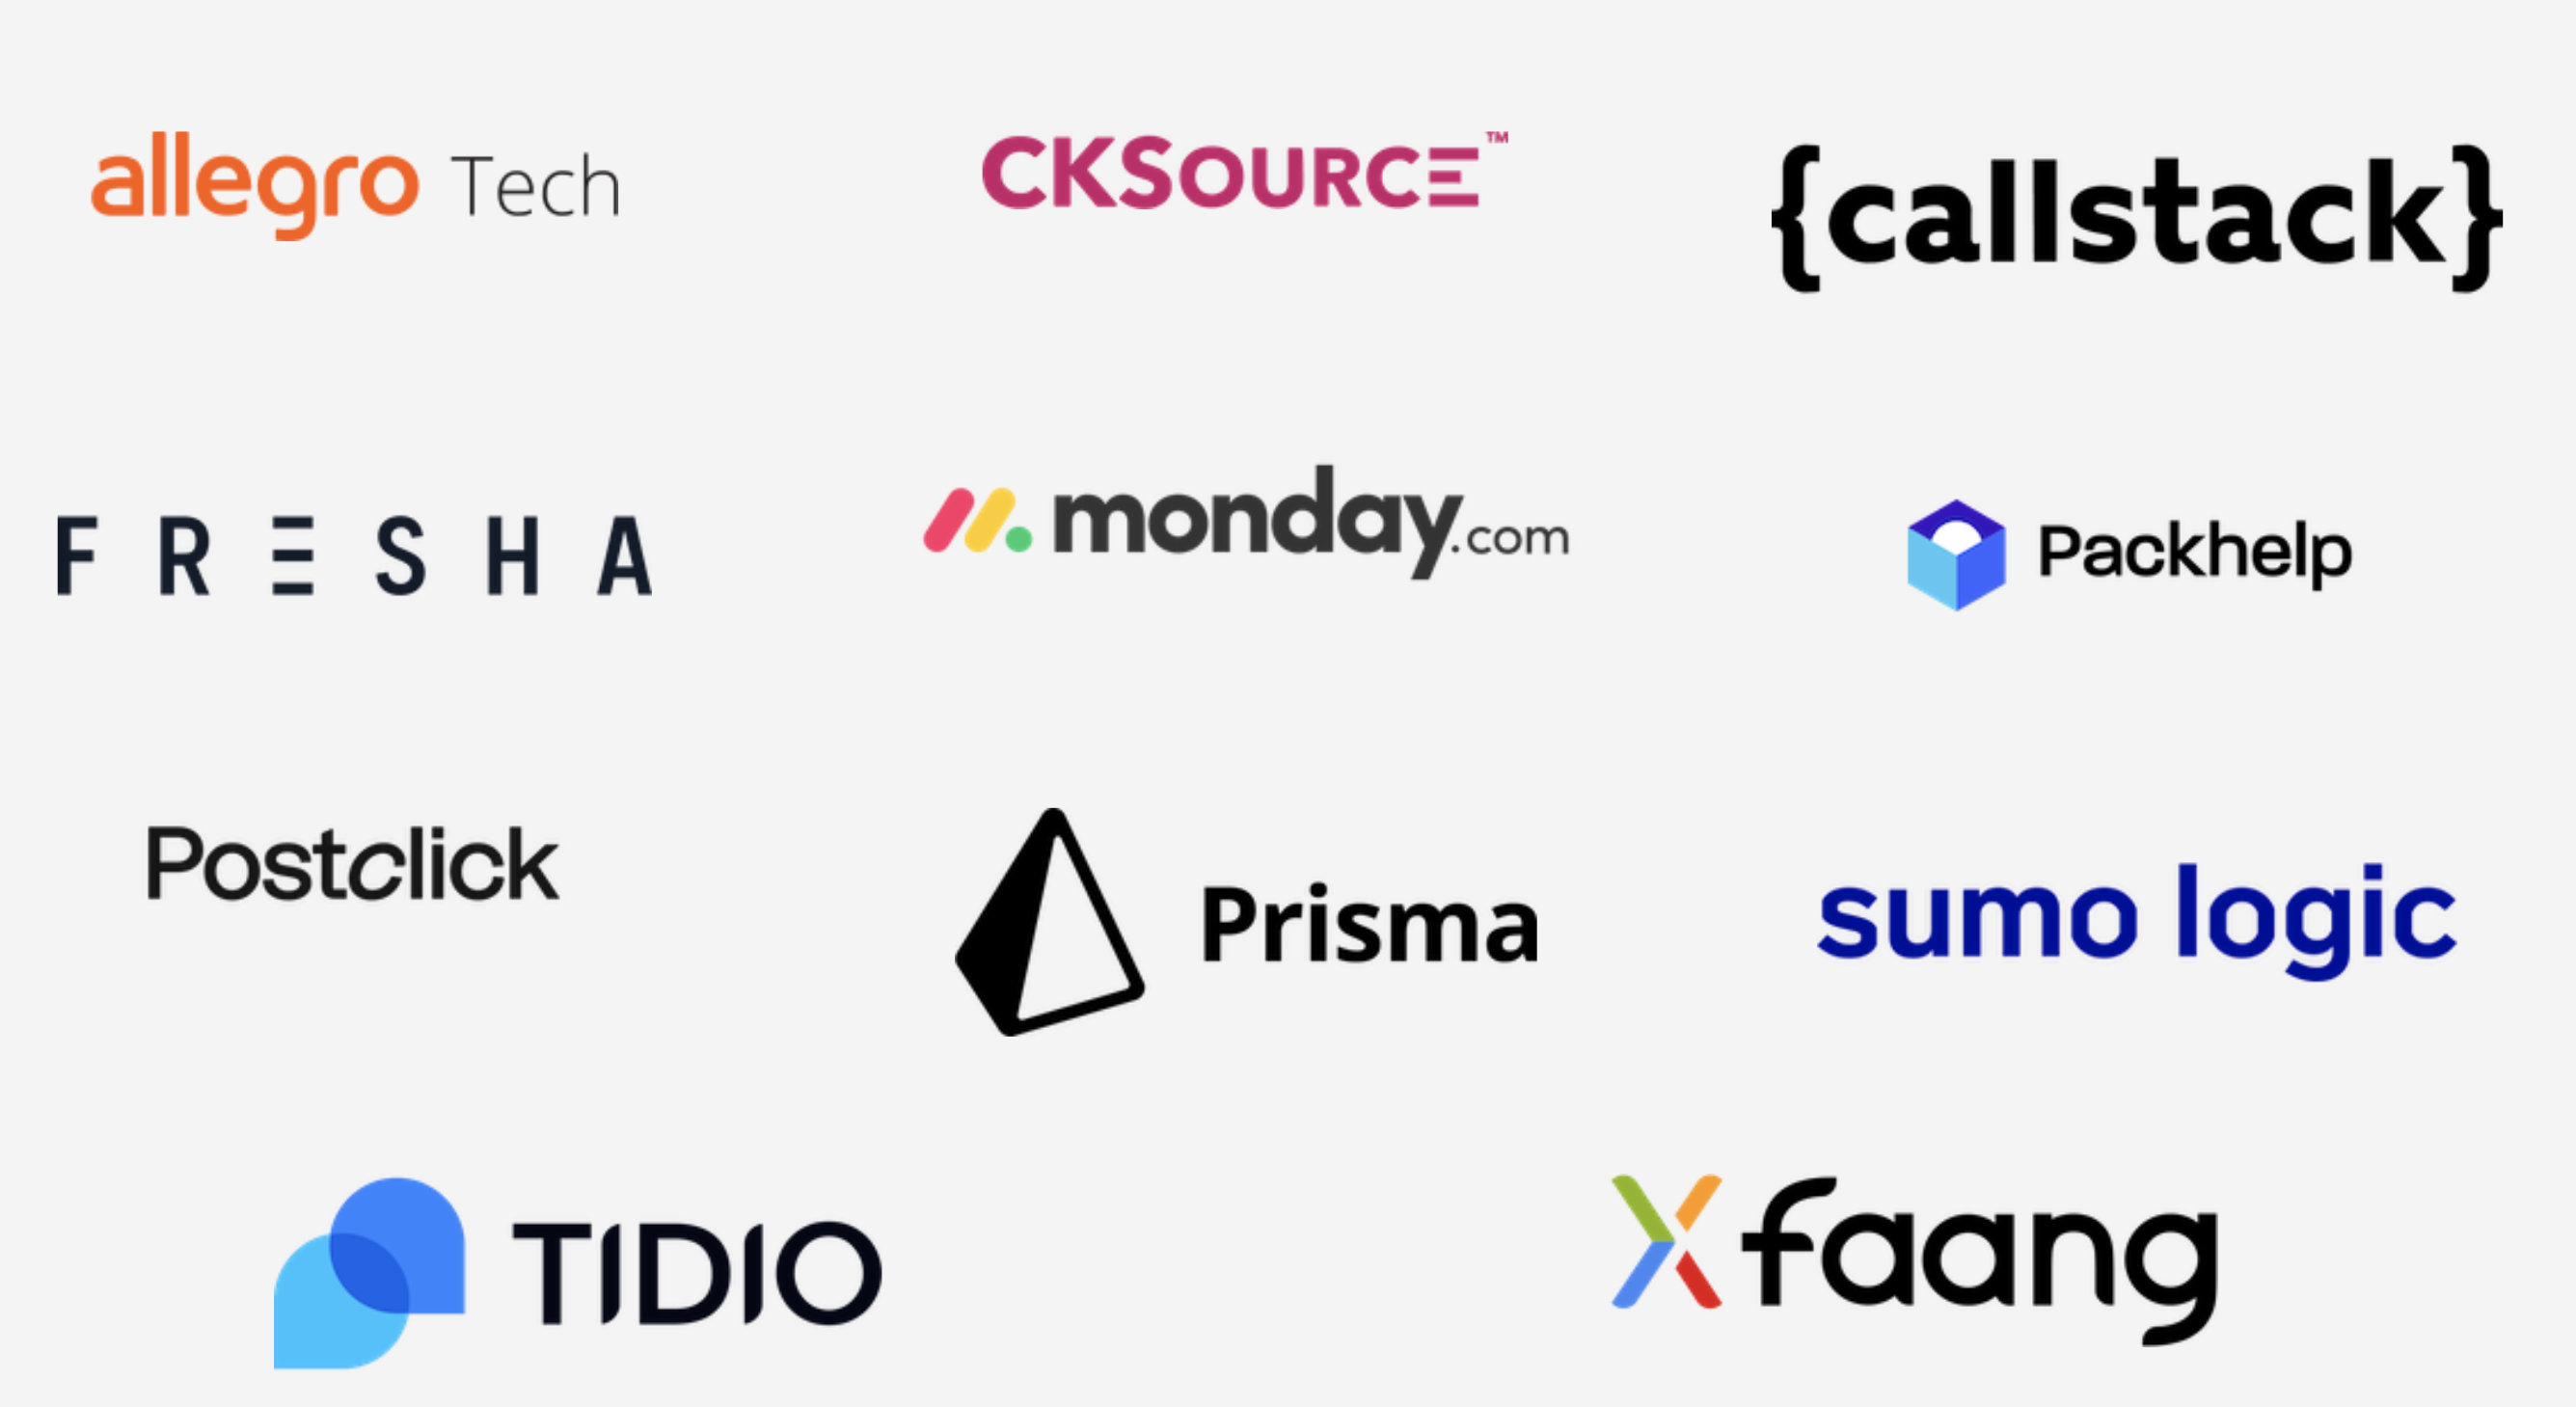 allegro Tech
CKSOURCE™
{callstack}
FRESHA
monday.com
Packhelp
Postclick
Prisma
sumo logic
TIDIO
Xfaang